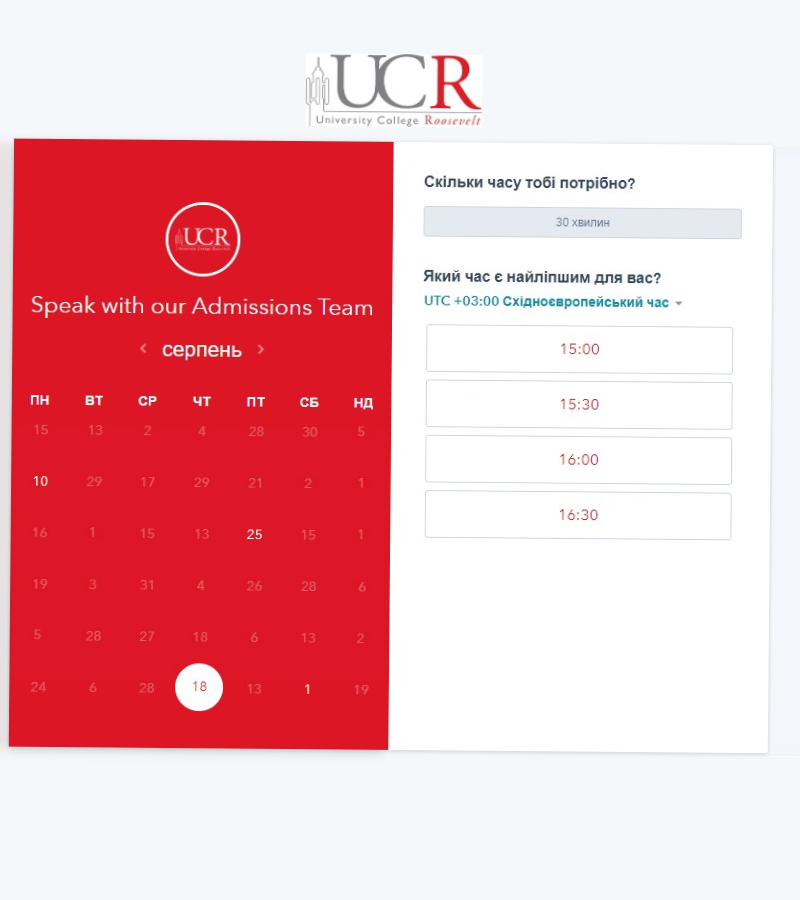 UCR
University College Roosevelt
UCR
Speak with our Admissions Team
серпень
ПН ВТ СР ЧТ ПТ СБ НД
15 13 2 4 28 30 5
10 29 17 29 21 2 1
16 1 15 13 25 15 1
19 3 31 4 26 28 6
5 28 27 18 6 13 2
24 6 28 18 13 1 19
Скільки часу тобі потрібно?
30 хвилин
Який час є найліпшим для вас?
UTC +03:00 Східноєвропейський час
15:00
15:30
16:00
16:30